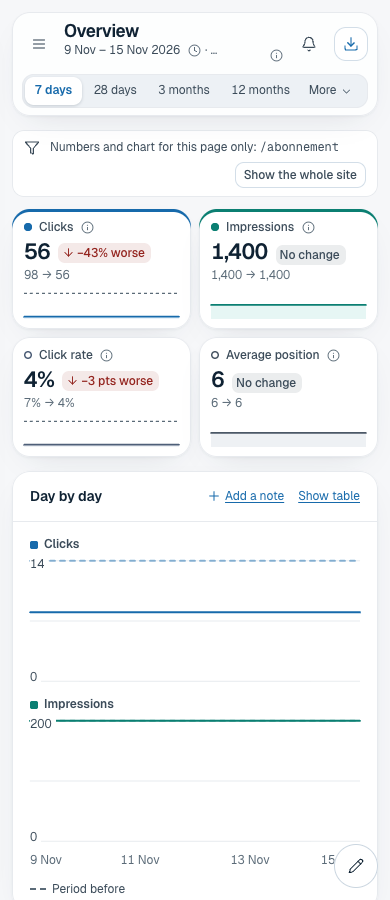 Overview
9 Nov – 15 Nov 2026 · …
7 days 28 days 3 months 12 months More
Numbers and chart for this page only: /abonnement
Show the whole site
Clicks
56 ↓ −43% worse
98 → 56
Impressions
1,400 No change
1,400 → 1,400
Click rate
4% ↓ −3 pts worse
7% → 4%
Average position
6 No change
6 → 6
Day by day
+ Add a note Show table
Clicks
14
0
Impressions
200
0
9 Nov 11 Nov 13 Nov 15
Period before